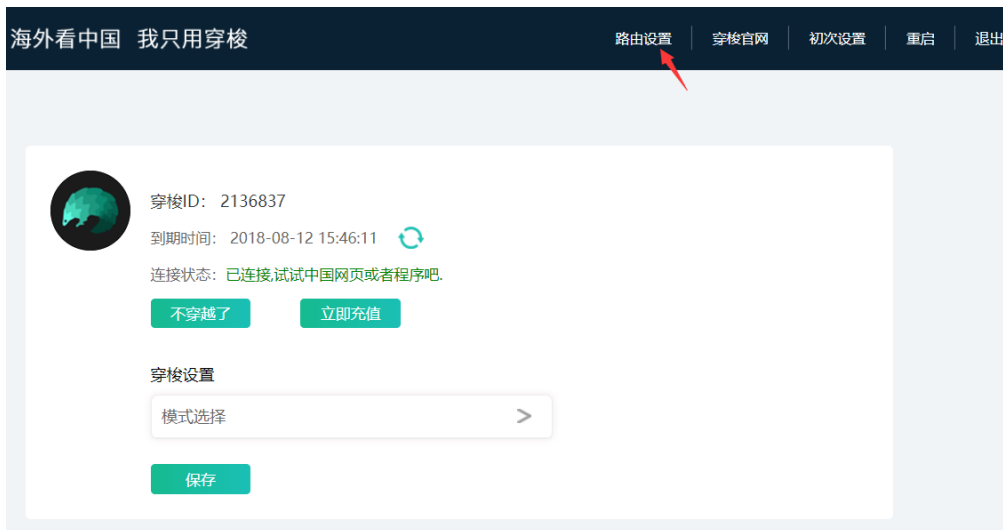 海外看中国 我只用穿梭
路由设置 穿梭官网 初次设置 重启 退出
穿梭ID： 2136837
到期时间： 2018-08-12 15:46:11
连接状态：已连接,试试中国网页或者程序吧.
不穿越了 立即充值
穿梭设置
模式选择 >
保存